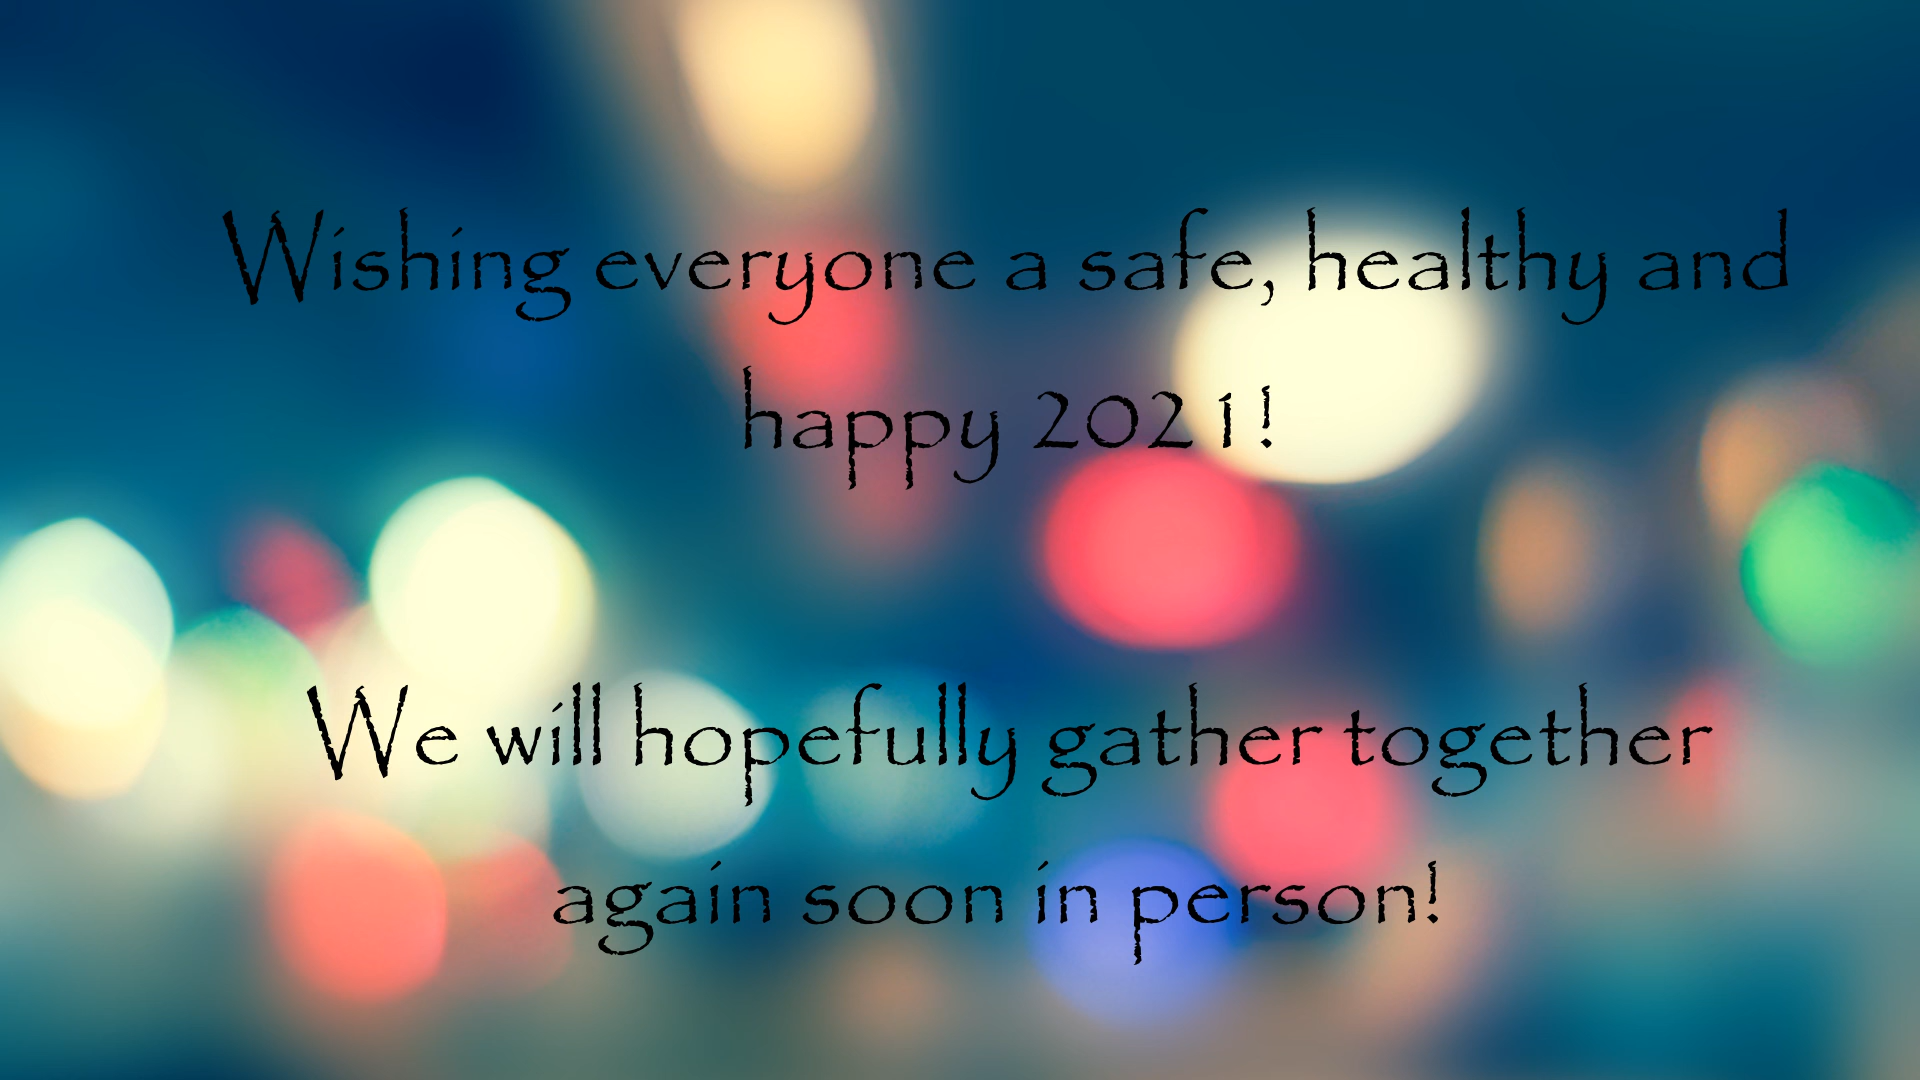 Wishing everyone a safe, healthy and
happy 2021!
We will hopefully gather together
again soon in person!